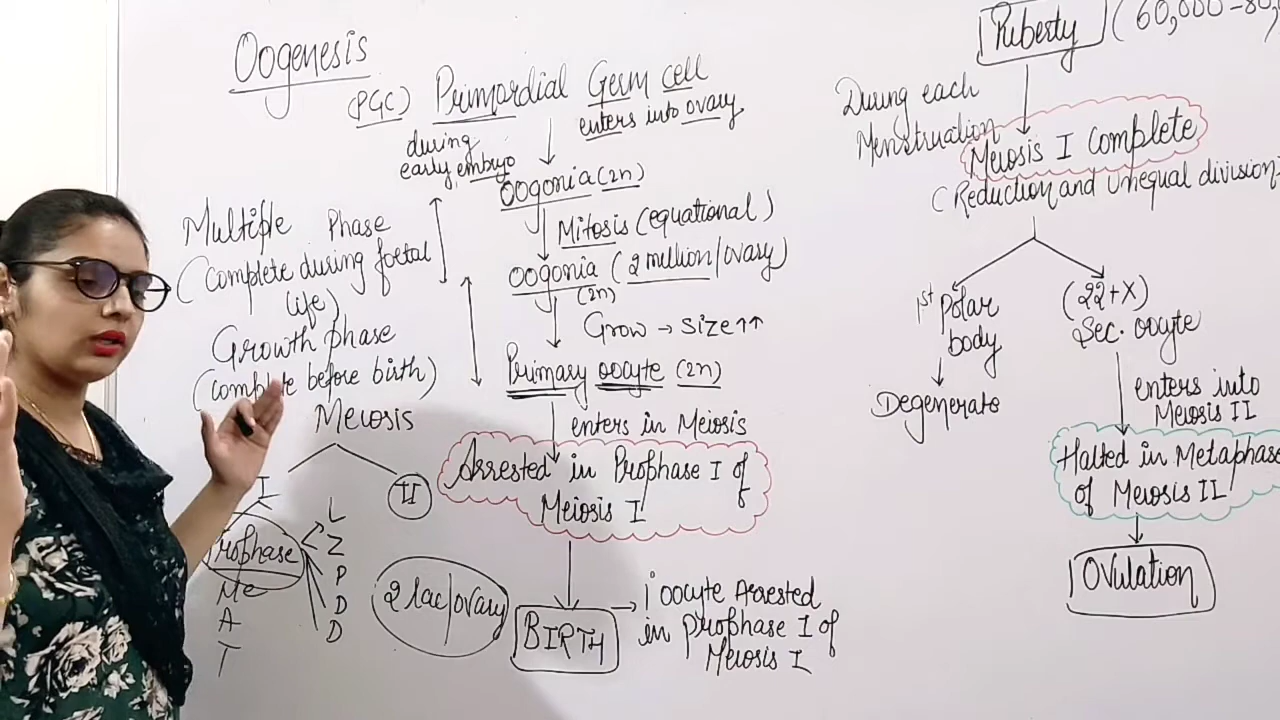 Oogenesis
(PGC) Primordial Germ cell
enters into ovary
during
early embryo
Oogonia (2n)
Mitosis (equational)
Oogonia (2 million/ovary)
(2n)
Grow → Size ↑↑
Primary oocyte (2n)
enters in Meiosis
Arrested in Prophase I of
Meiosis I
BIRTH
→ 1° oocyte Arrested
in Prophase I of
Meiosis I
2 lac/ovary
Multiple Phase
(Complete during foetal
life)
Growth phase
(Complete before birth)
Meiosis
I
II
Prophase
Me
A
T
L
Z
P
D
D
Puberty (60,000-80,
During each
Menstruation
Meiosis I Complete
(Reduction and Unequal division)
1st Polar
body
Degenerate
(22+X)
Sec. oocyte
enters into
Meiosis II
Halted in Metaphase
of Meiosis II
Ovulation